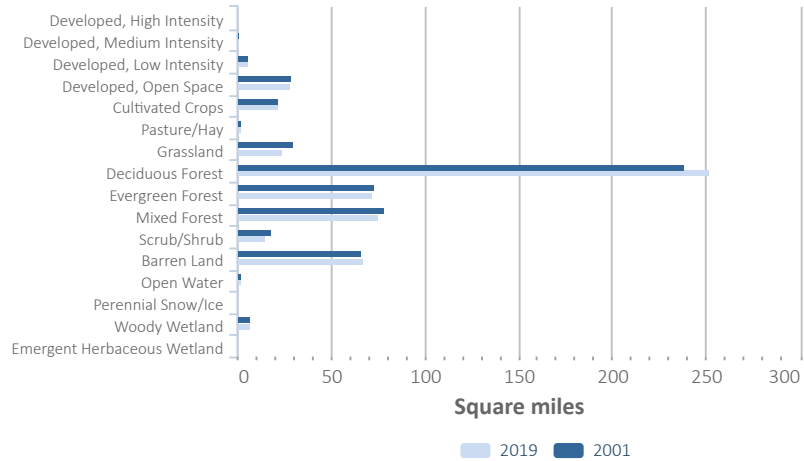 Developed, High Intensity
Developed, Medium Intensity
Developed, Low Intensity
Developed, Open Space
Cultivated Crops
Pasture/Hay
Grassland
Deciduous Forest
Evergreen Forest
Mixed Forest
Scrub/Shrub
Barren Land
Open Water
Perennial Snow/Ice
Woody Wetland
Emergent Herbaceous Wetland
0 50 100 150 200 250 300
Square miles
2019 2001